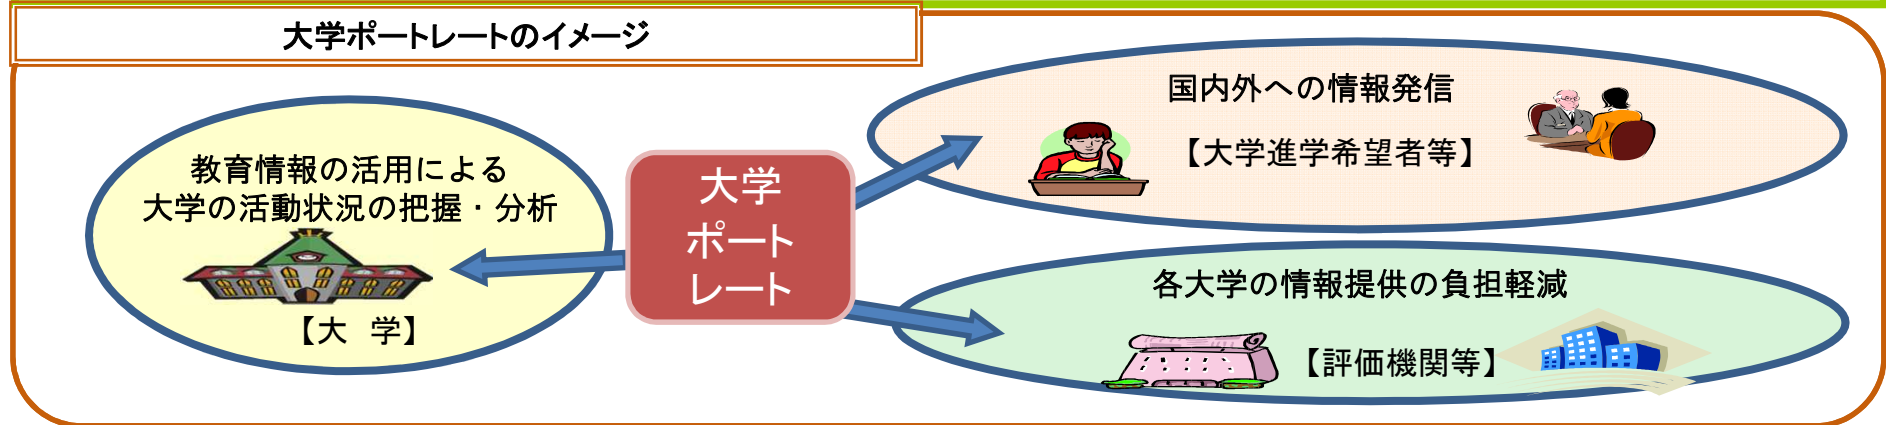 大学ポートレートのイメージ
教育情報の活用による
大学の活動状況の把握・分析
【大　学】
大学
ポート
レート
国内外への情報発信
【大学進学希望者等】
各大学の情報提供の負担軽減
【評価機関等】